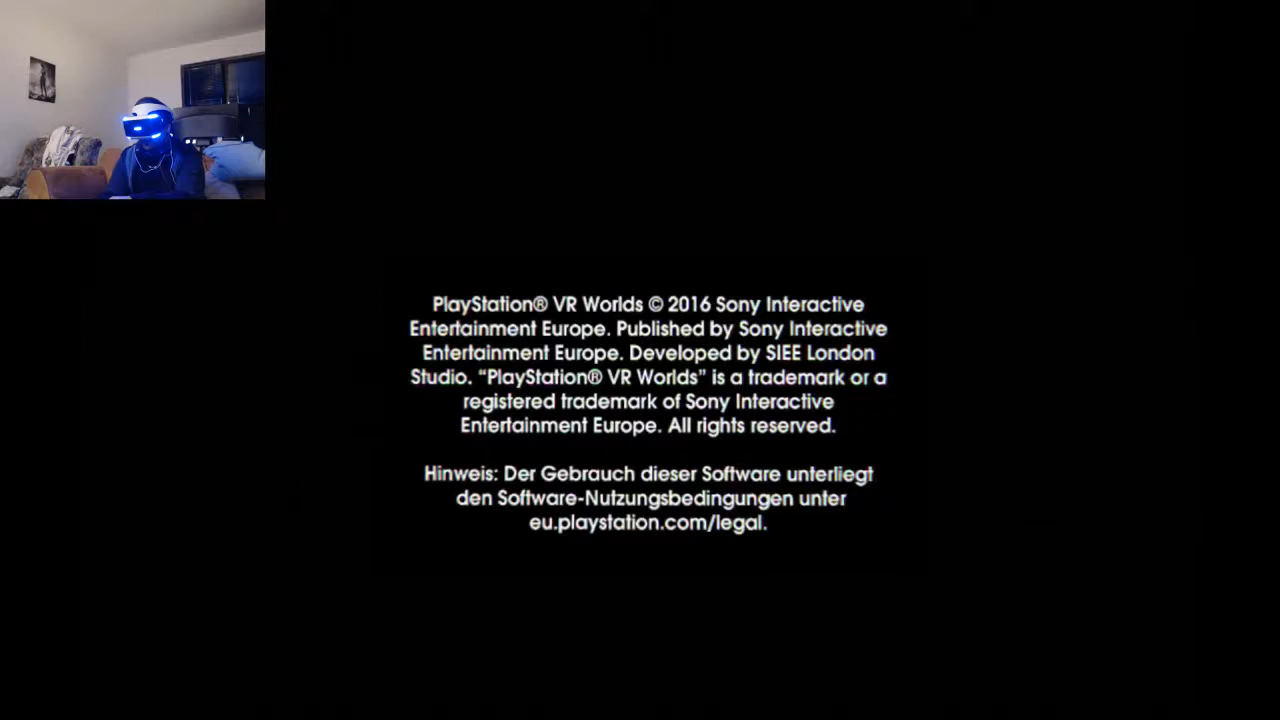 PlayStation® VR Worlds © 2016 Sony Interactive
Entertainment Europe. Published by Sony Interactive
Entertainment Europe. Developed by SIEE London
Studio. “PlayStation® VR Worlds” is a trademark or a
registered trademark of Sony Interactive
Entertainment Europe. All rights reserved.
Hinweis: Der Gebrauch dieser Software unterliegt
den Software-Nutzungsbedingungen unter
eu.playstation.com/legal.